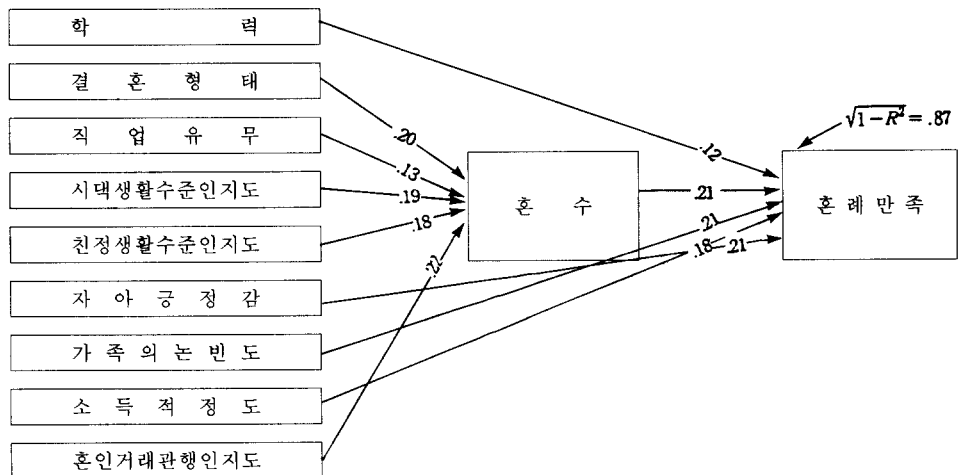 학 력
결 혼 형 태
직 업 유 무
시댁생활수준인지도
친정생활수준인지도
자 아 긍 정 감
가 족 의 논 빈 도
소 득 적 정 도
혼인거래관행인지도
.20
.13
.19
.18
.22
혼 수
.12
.21
.21
.18
.21
√1−R² = .87
혼 례 만 족